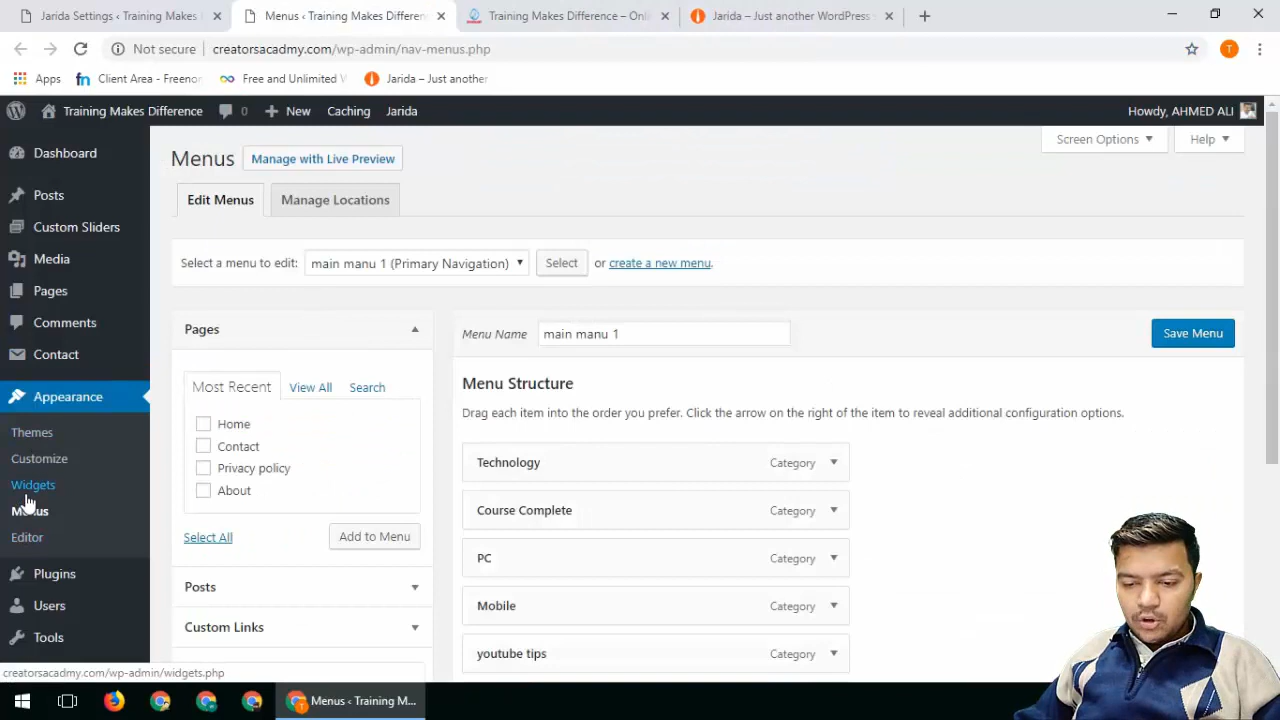 Jarida Settings ‹ Training Makes
Menus ‹ Training Makes Differen
Training Makes Difference – Onli
Jarida – Just another WordPress s
Not secure
creatorsacadmy.com/wp-admin/nav-menus.php
T
Apps
Client Area - Freenon
Free and Unlimited V
Jarida – Just another
Training Makes Difference
0
New
Caching
Jarida
Howdy, AHMED ALI
Dashboard
Posts
Custom Sliders
Media
Pages
Comments
Contact
Appearance
Themes
Customize
Widgets
Menus
Editor
Plugins
Users
Tools
Screen Options
Help
Menus
Manage with Live Preview
Edit Menus
Manage Locations
Select a menu to edit:
main manu 1 (Primary Navigation)
Select
or create a new menu.
Pages
Most Recent
View All
Search
Home
Contact
Privacy policy
About
Select All
Add to Menu
Posts
Custom Links
Menu Name
main manu 1
Save Menu
Menu Structure
Drag each item into the order you prefer. Click the arrow on the right of the item to reveal additional configuration options.
Technology
Category
Course Complete
Category
PC
Category
Mobile
Category
youtube tips
Category
creatorsacadmy.com/wp-admin/widgets.php
Menus ‹ Training M...